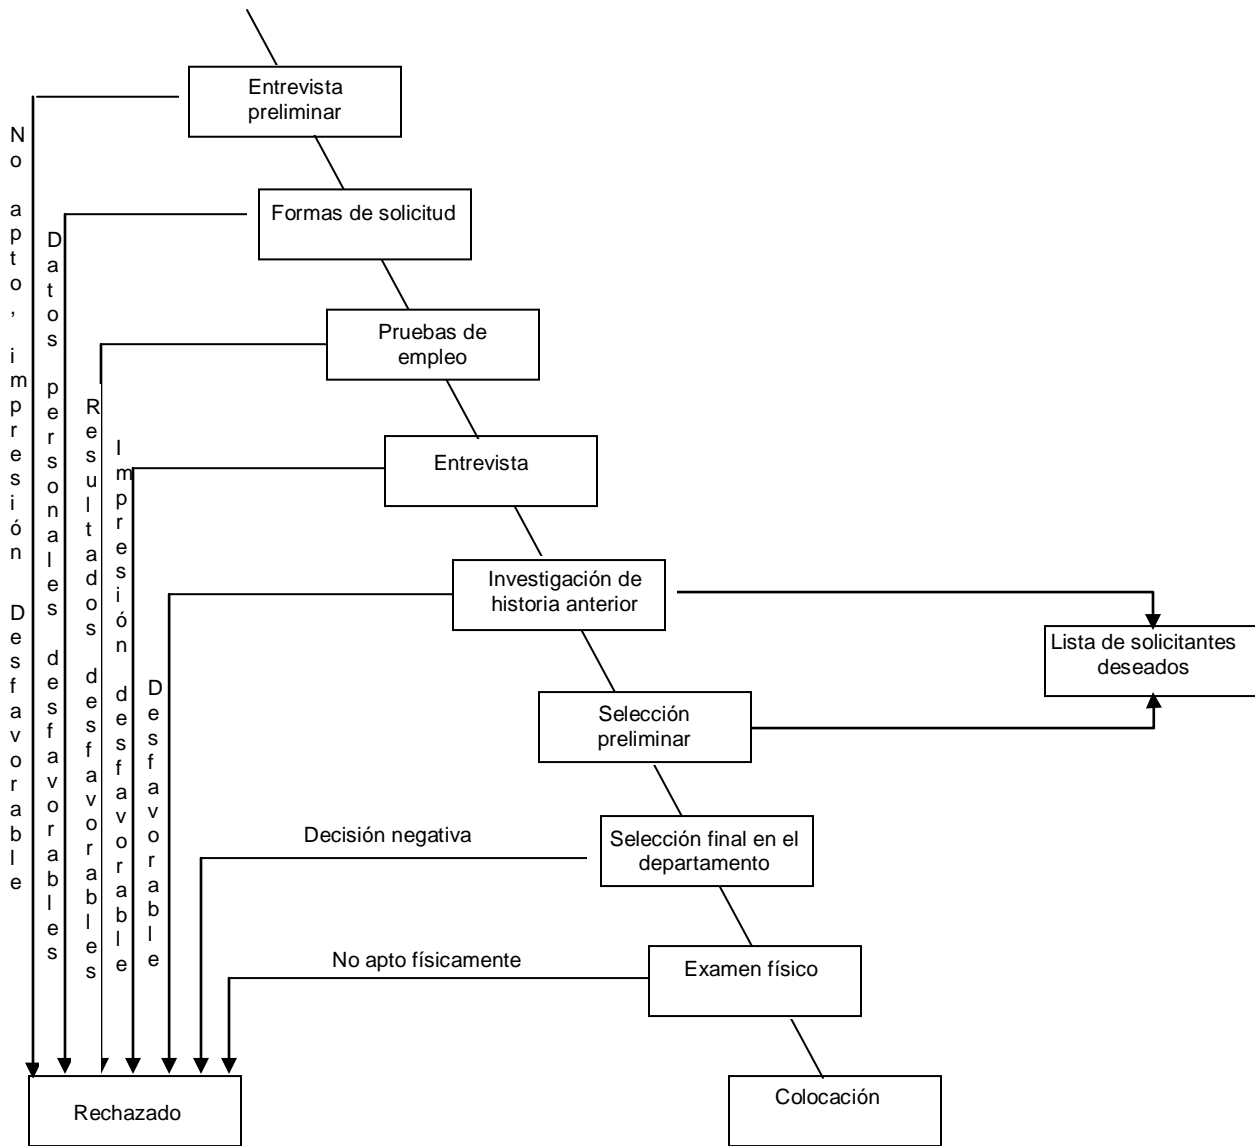 Entrevista
preliminar
Formas de solicitud
Pruebas de
empleo
Entrevista
Investigación de
historia anterior
Lista de solicitantes
deseados
Selección
preliminar
Decisión negativa
Selección final en el
departamento
No apto físicamente
Examen físico
Colocación
Rechazado
No apto, impresión Desfavorable
Datos personales desfavorables
Resultados desfavorables
Impresión desfavorable
Desfavorable